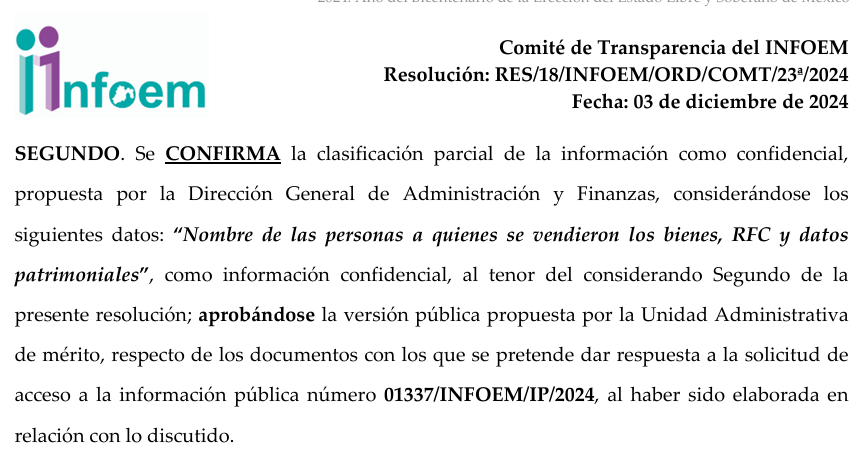 2024. Año del Bicentenario de la Erección del Estado Libre y Soberano de México
infoem
Comité de Transparencia del INFOEM
Resolución: RES/18/INFOEM/ORD/COMT/23ª/2024
Fecha: 03 de diciembre de 2024
SEGUNDO. Se CONFIRMA la clasificación parcial de la información como confidencial,
propuesta por la Dirección General de Administración y Finanzas, considerándose los
siguientes datos: “Nombre de las personas a quienes se vendieron los bienes, RFC y datos
patrimoniales”, como información confidencial, al tenor del considerando Segundo de la
presente resolución; aprobándose la versión pública propuesta por la Unidad Administrativa
de mérito, respecto de los documentos con los que se pretende dar respuesta a la solicitud de
acceso a la información pública número 01337/INFOEM/IP/2024, al haber sido elaborada en
relación con lo discutido.